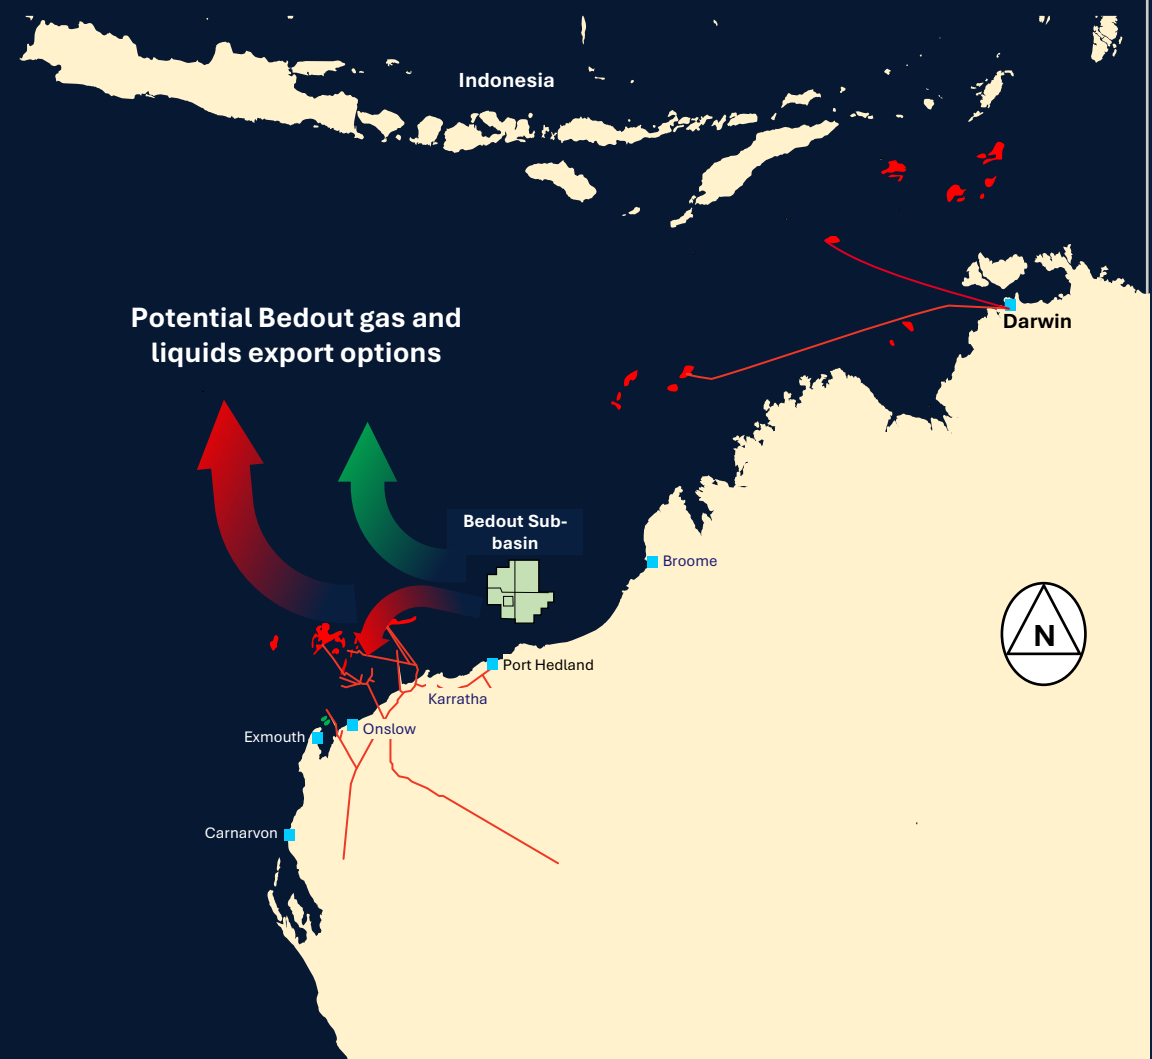 Indonesia
Potential Bedout gas and
liquids export options
Darwin
Bedout Sub-
basin
Broome
N
Port Hedland
Karratha
Onslow
Exmouth
Carnarvon